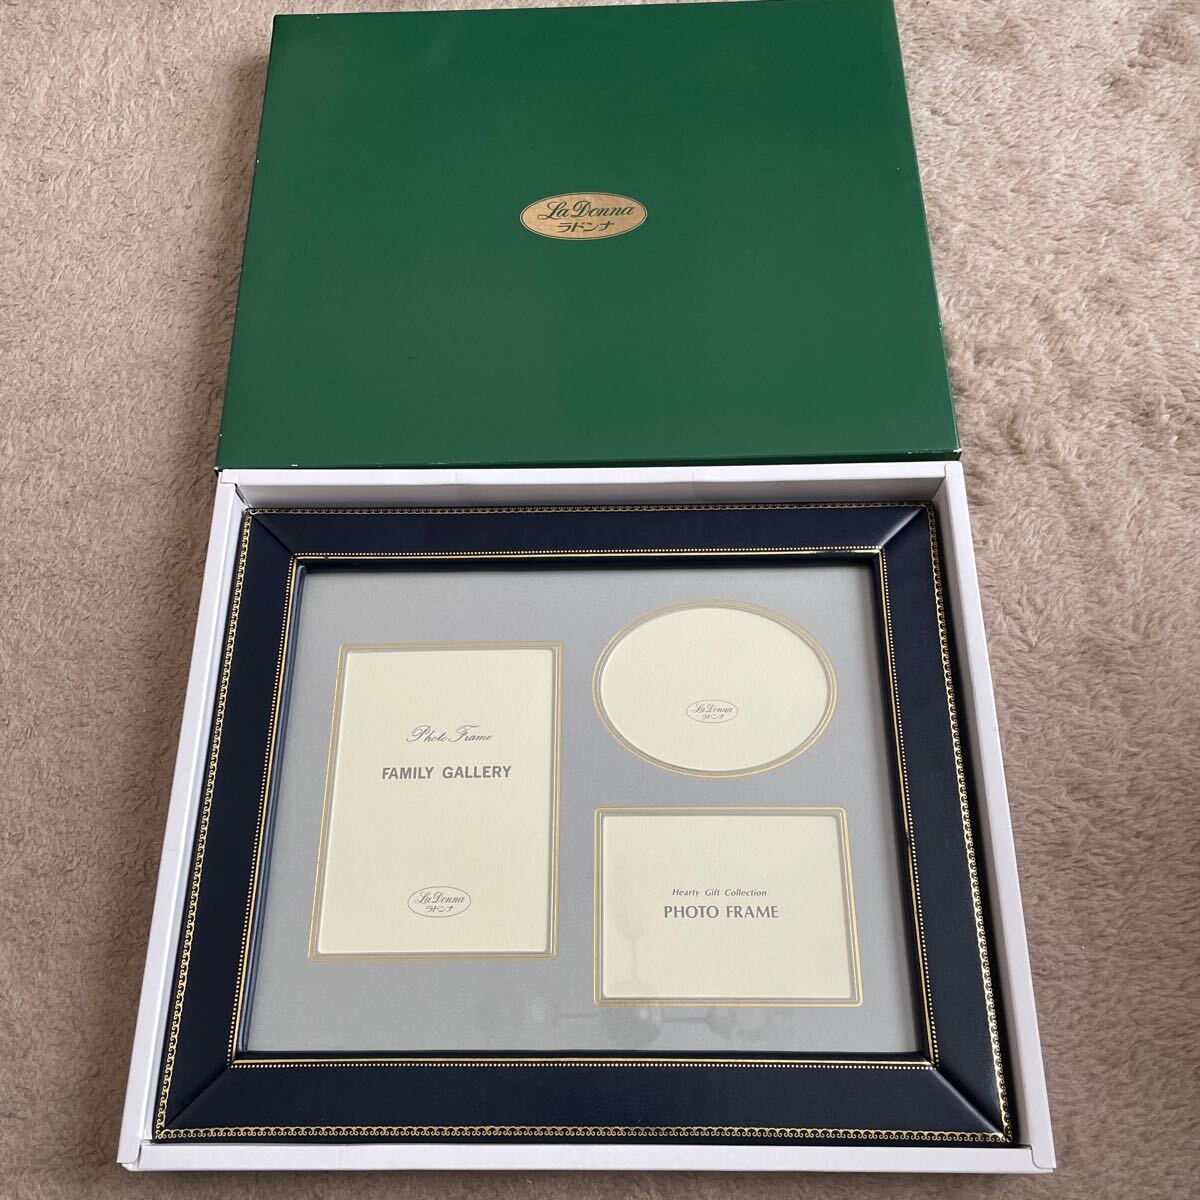 La Donna
ラドンナ
Photo Frame
FAMILY GALLERY
La Donna
ラドンナ
La Donna
ラドンナ
Hearty Gift Collection
PHOTO FRAME